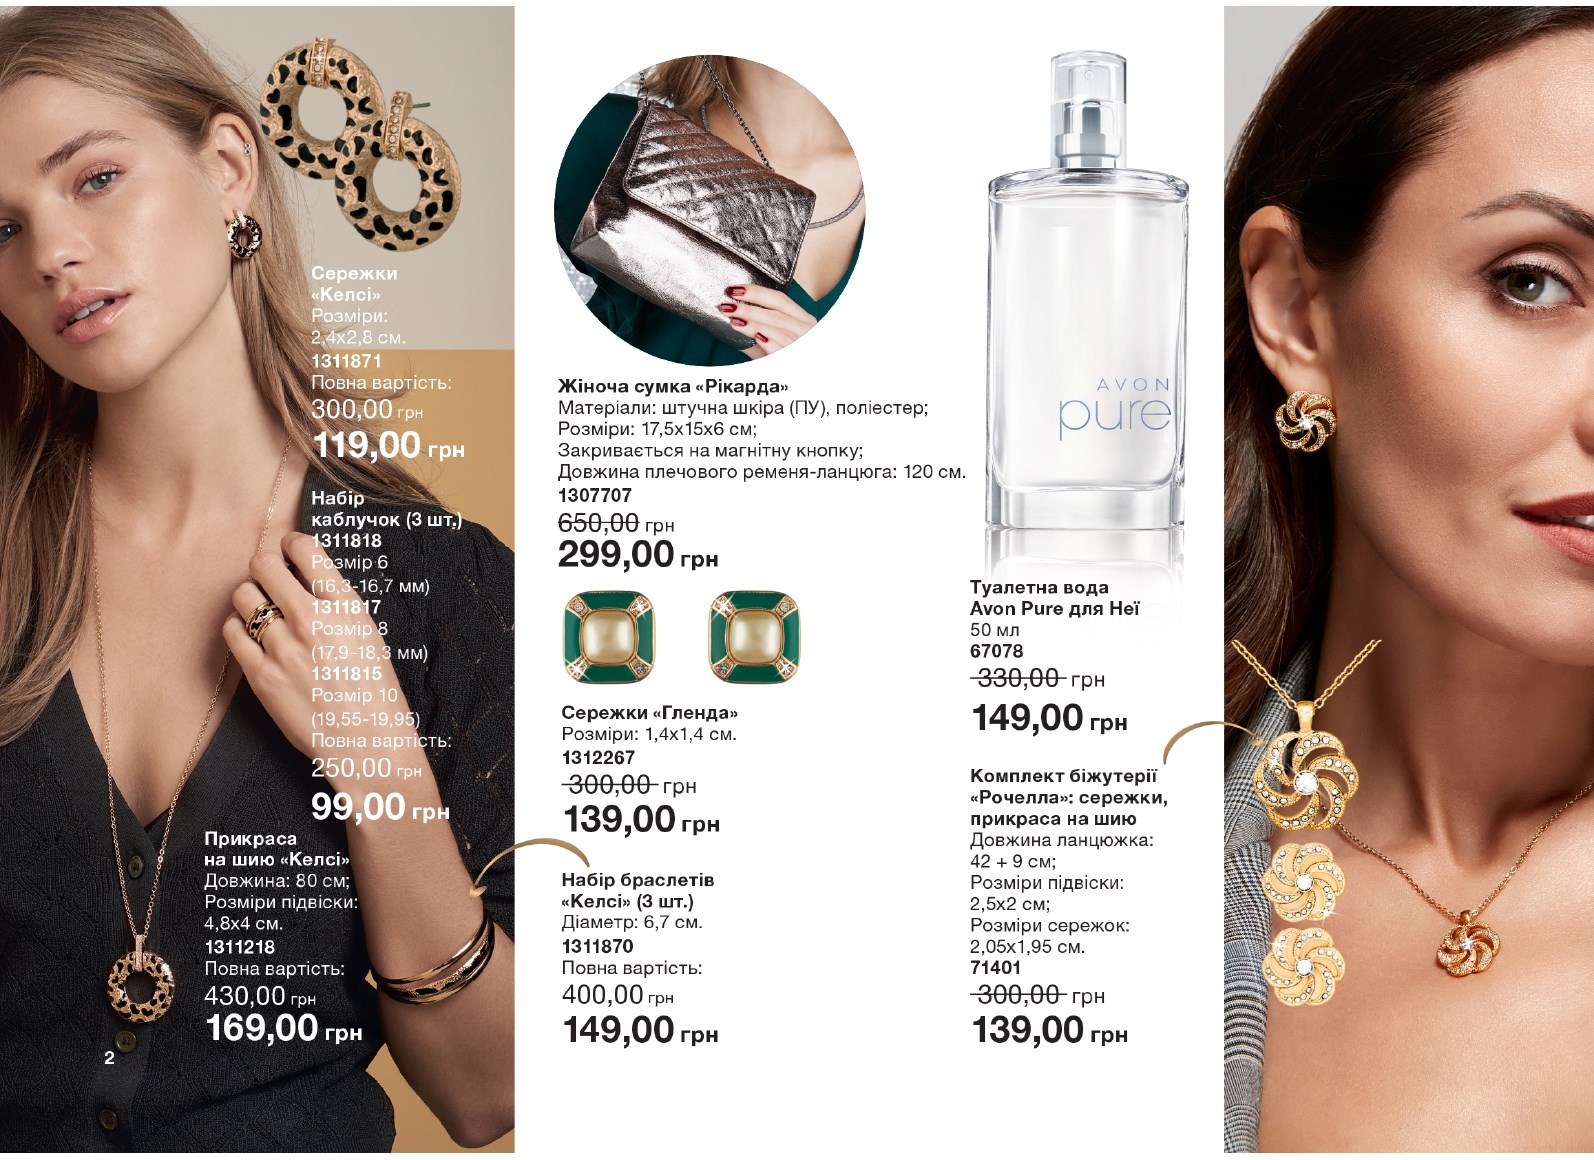 Сережки
«Келсі»
Розміри:
2,4х2,8 см.
1311871
Повна вартість:
300,00 грн
119,00 грн
Набір
каблучок (3 шт.)
1311818
Розмір 6
(16,3-16,7 мм)
1311817
Розмір 8
(17,9-18,3 мм)
1311815
Розмір 10
(19,55-19,95)
Повна вартість:
250,00 грн
99,00 грн
Прикраса
на шию «Келсі»
Довжина: 80 см;
Розміри підвіски:
4,8х4 см.
1311218
Повна вартість:
430,00 грн
169,00 грн
2
Жіноча сумка «Рікарда»
Матеріали: штучна шкіра (ПУ), поліестер;
Розміри: 17,5х15х6 см;
Закривається на магнітну кнопку;
Довжина плечового ременя-ланцюга: 120 см.
1307707
650,00 грн
299,00 грн
Сережки «Гленда»
Розміри: 1,4х1,4 см.
1312267
300,00 грн
139,00 грн
Набір браслетів
«Келсі» (3 шт.)
Діаметр: 6,7 см.
1311870
Повна вартість:
400,00 грн
149,00 грн
AVON
pure
Туалетна вода
Avon Pure для Неї
50 мл
67078
330,00 грн
149,00 грн
Комплект біжутерії
«Рочелла»: сережки,
прикраса на шию
Довжина ланцюжка:
42 + 9 см;
Розміри підвіски:
2,5х2 см;
Розміри сережок:
2,05х1,95 см.
71401
300,00 грн
139,00 грн